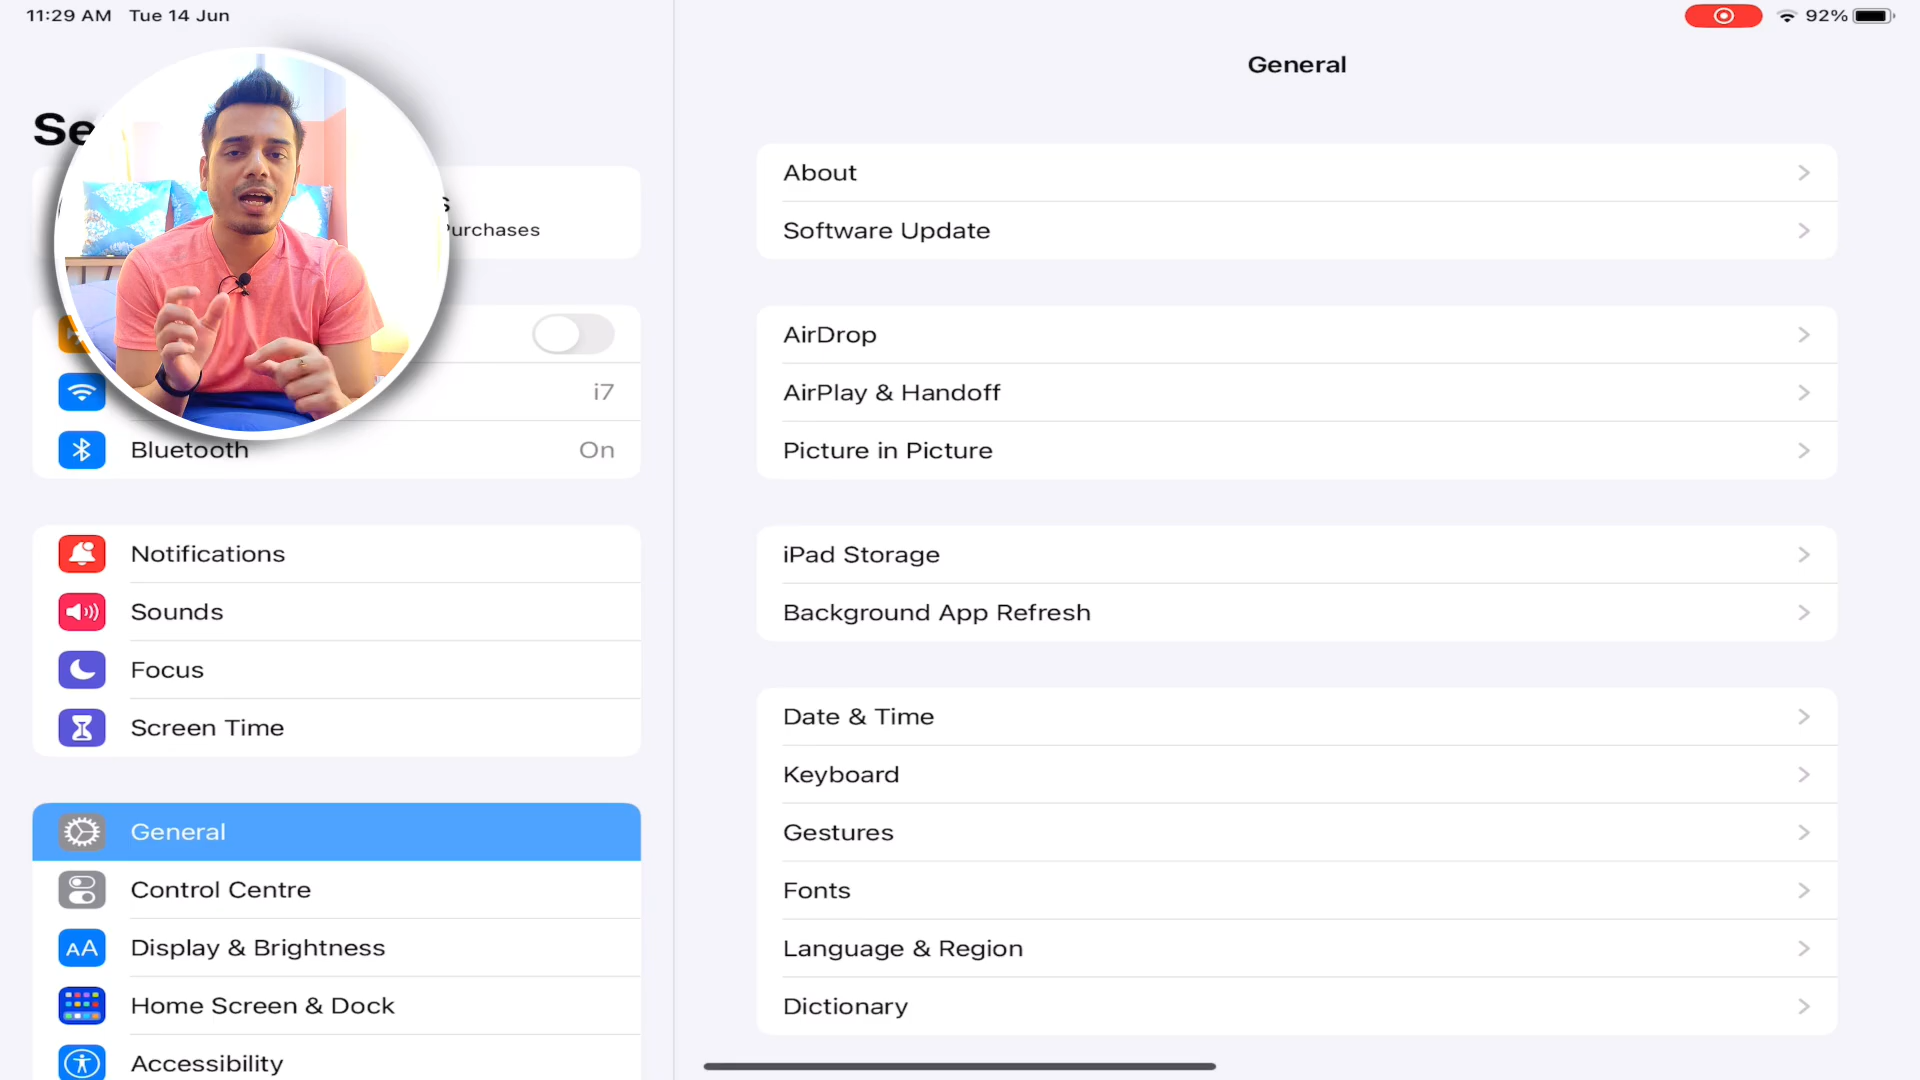 11:29 AM Tue 14 Jun
92%
General
Se
urchases
i7
Bluetooth On
Notifications
Sounds
Focus
Screen Time
General
Control Centre
AA Display & Brightness
Home Screen & Dock
Accessibility
About
Software Update
AirDrop
AirPlay & Handoff
Picture in Picture
iPad Storage
Background App Refresh
Date & Time
Keyboard
Gestures
Fonts
Language & Region
Dictionary